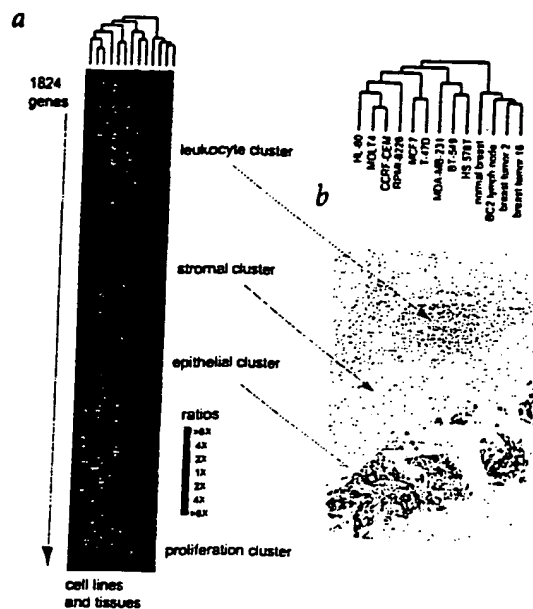 a
1824
genes
leukocyte cluster
stromal cluster
epithelial cluster
ratios
>8X
4X
2X
1X
2X
4X
>8X
proliferation cluster
cell lines
and tissues
HL-60
MOLT4
CCRF-CEM
RPMI-8226
MCF7
T-47D
MDA-MB-231
BT-549
HS 578T
normal breast
BC2 lymph node
breast tumor 2
breast tumor 16
b